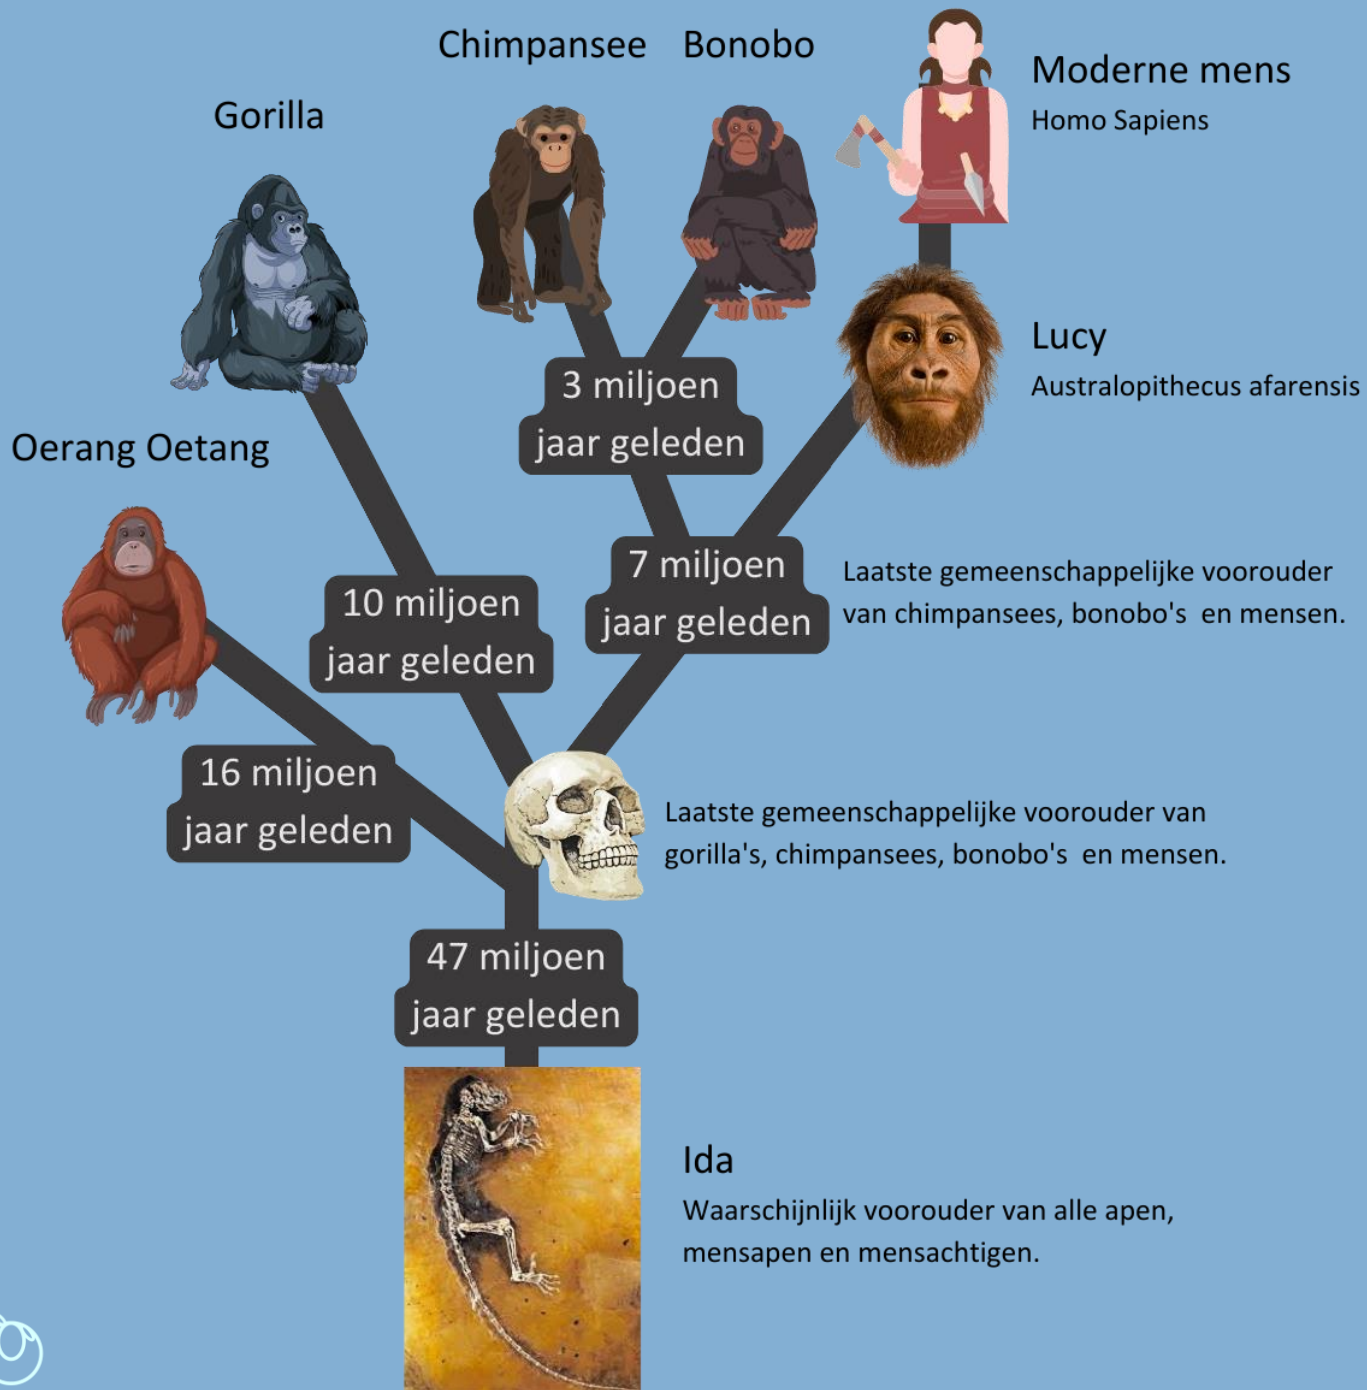 Chimpansee
Bonobo
Moderne mens
Homo Sapiens
Gorilla
Lucy
Australopithecus afarensis
3 miljoen
jaar geleden
Oerang Oetang
7 miljoen
jaar geleden
Laatste gemeenschappelijke voorouder
van chimpansees, bonobo's en mensen.
10 miljoen
jaar geleden
16 miljoen
jaar geleden
Laatste gemeenschappelijke voorouder van
gorilla's, chimpansees, bonobo's en mensen.
47 miljoen
jaar geleden
Ida
Waarschijnlijk voorouder van alle apen,
mensapen en mensachtigen.